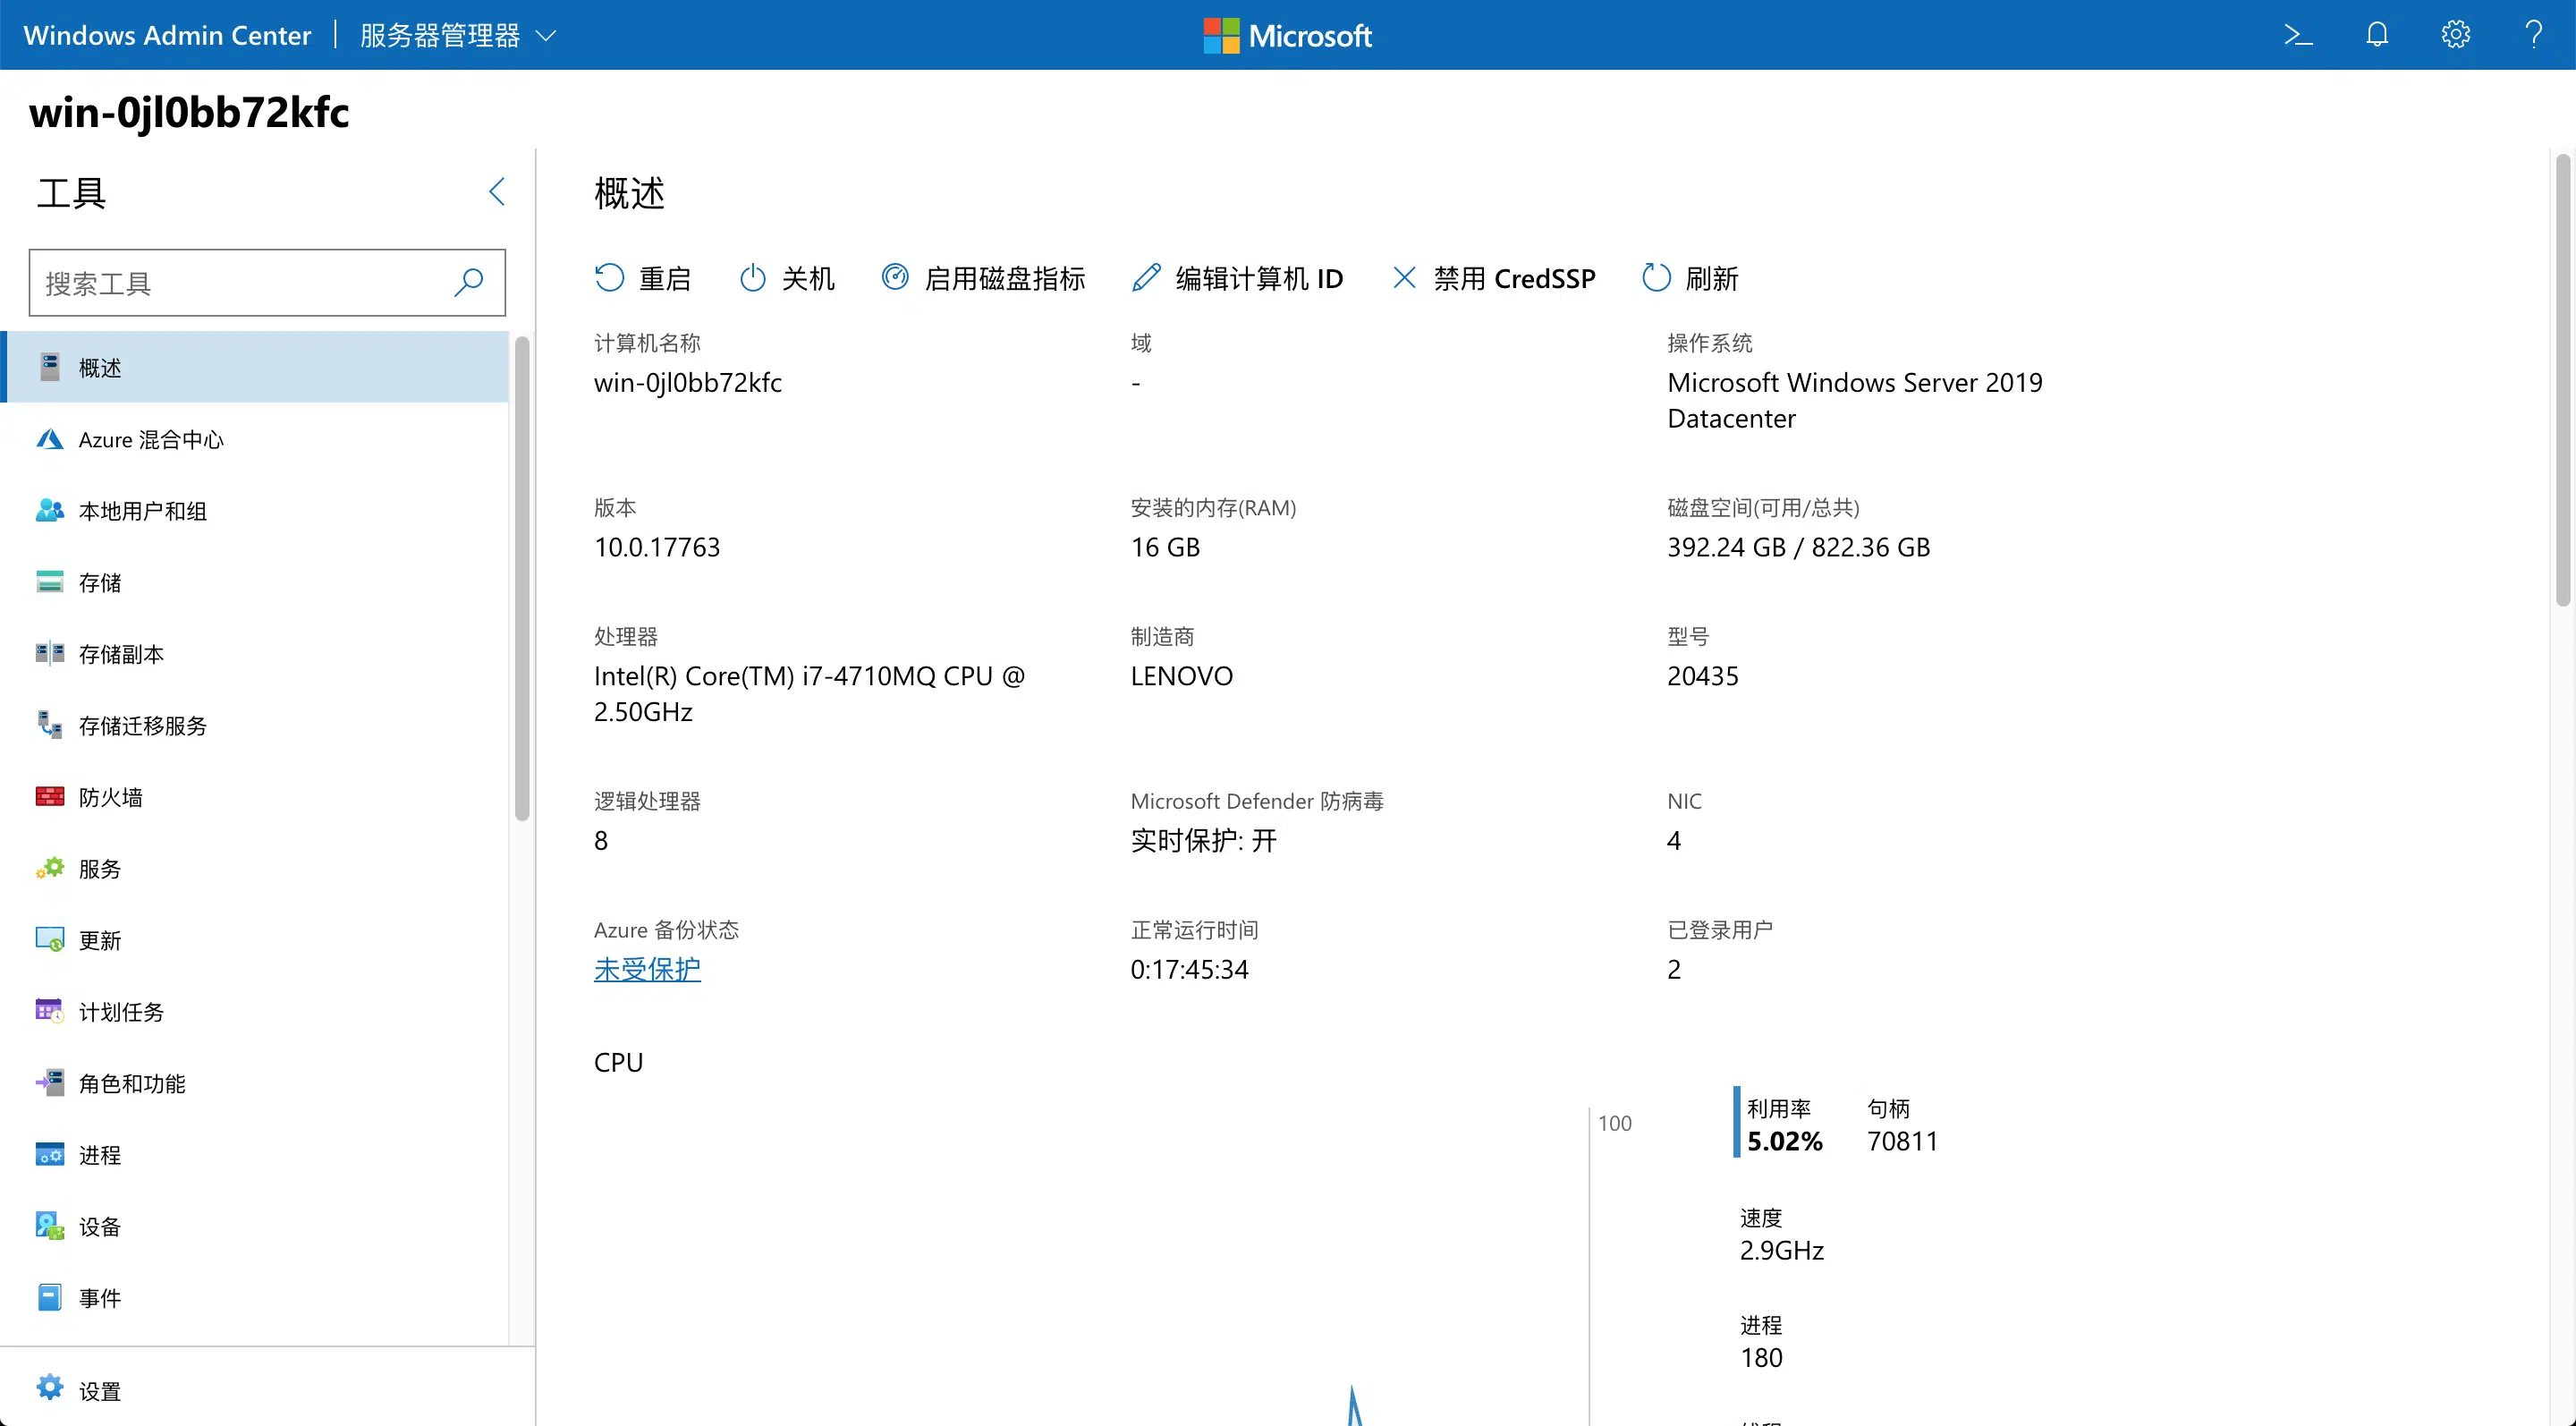 Windows Admin Center
服务器管理器
Microsoft
win-0jl0bb72kfc
工具
搜索工具
概述
Azure 混合中心
本地用户和组
存储
存储副本
存储迁移服务
防火墙
服务
更新
计划任务
角色和功能
进程
设备
事件
设置
概述
重启 关机 启用磁盘指标 编辑计算机 ID 禁用 CredSSP 刷新
计算机名称
win-0jl0bb72kfc
域
-
操作系统
Microsoft Windows Server 2019
Datacenter
版本
10.0.17763
安装的内存(RAM)
16 GB
磁盘空间(可用/总共)
392.24 GB / 822.36 GB
处理器
Intel(R) Core(TM) i7-4710MQ CPU @
2.50GHz
制造商
LENOVO
型号
20435
逻辑处理器
8
Microsoft Defender 防病毒
实时保护: 开
NIC
4
Azure 备份状态
未受保护
正常运行时间
0:17:45:34
已登录用户
2
CPU
100
利用率
5.02%
句柄
70811
速度
2.9GHz
进程
180